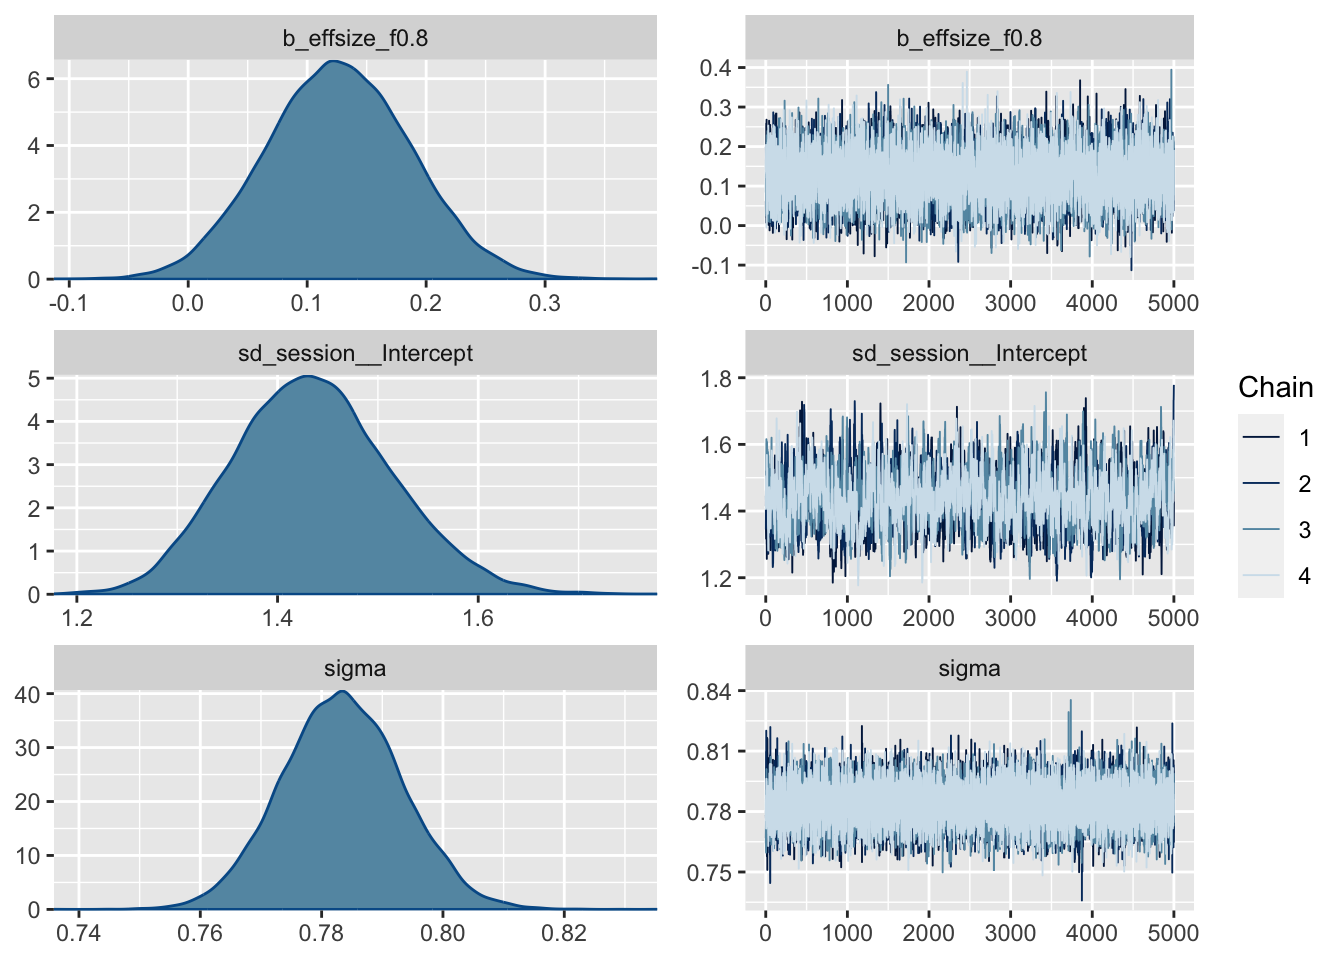 b_effsize_f0.8
6
4
2
0
-0.1 0.0 0.1 0.2 0.3
b_effsize_f0.8
0.4
0.3
0.2
0.1
0.0
-0.1
0 1000 2000 3000 4000 5000
sd_session__Intercept
5
4
3
2
1
0
1.2 1.4 1.6
sd_session__Intercept
1.8
1.6
1.4
1.2
0 1000 2000 3000 4000 5000
sigma
40
30
20
10
0
0.74 0.76 0.78 0.80 0.82
sigma
0.84
0.81
0.78
0.75
0 1000 2000 3000 4000 5000
Chain
1
2
3
4